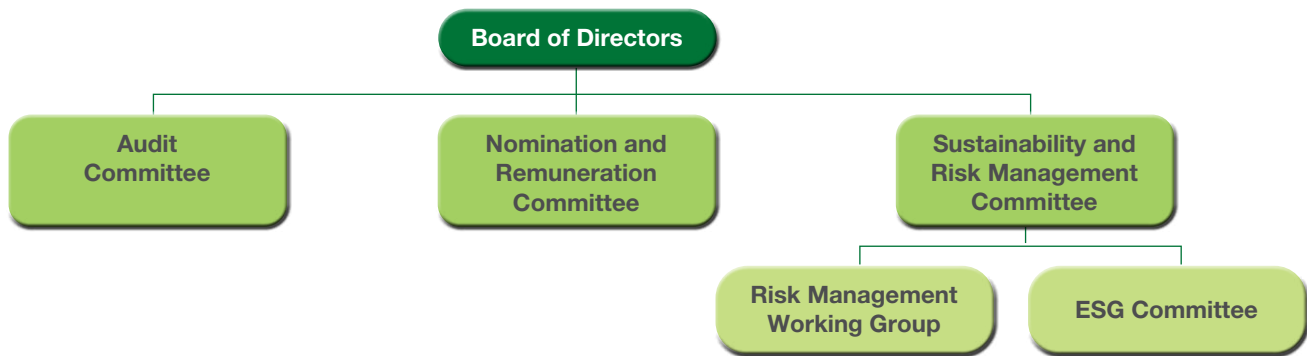 Board of Directors
Audit
Committee
Nomination and
Remuneration
Committee
Sustainability and
Risk Management
Committee
Risk Management
Working Group
ESG Committee